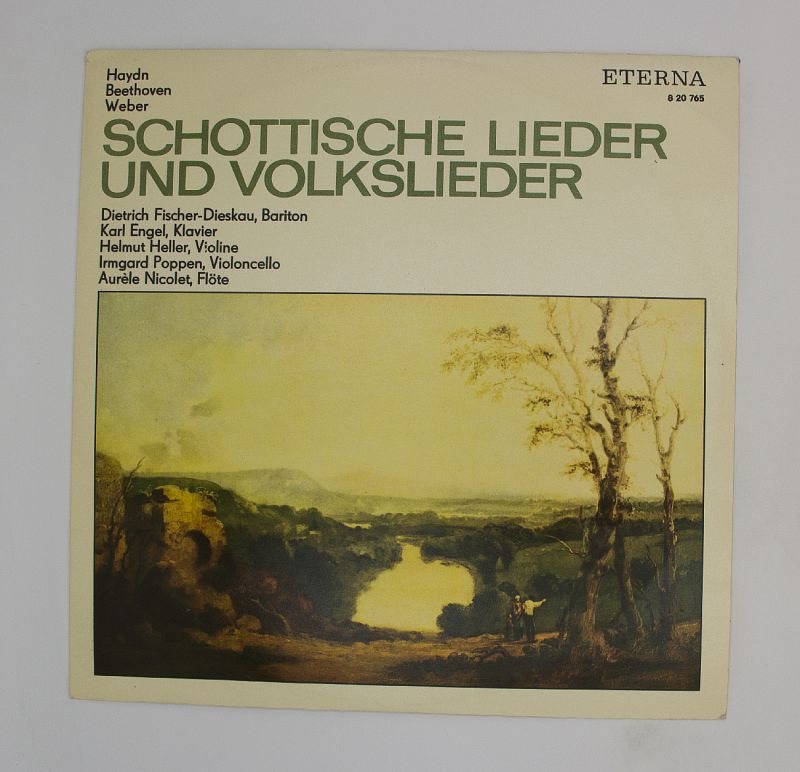 Haydn
Beethoven
Weber
ETERNA
8 20 765
SCHOTTISCHE LIEDER
UND VOLKSLIEDER
Dietrich Fischer-Dieskau, Bariton
Karl Engel, Klavier
Helmut Heller, Violine
Irmgard Poppen, Violoncello
Aurèle Nicolet, Flöte